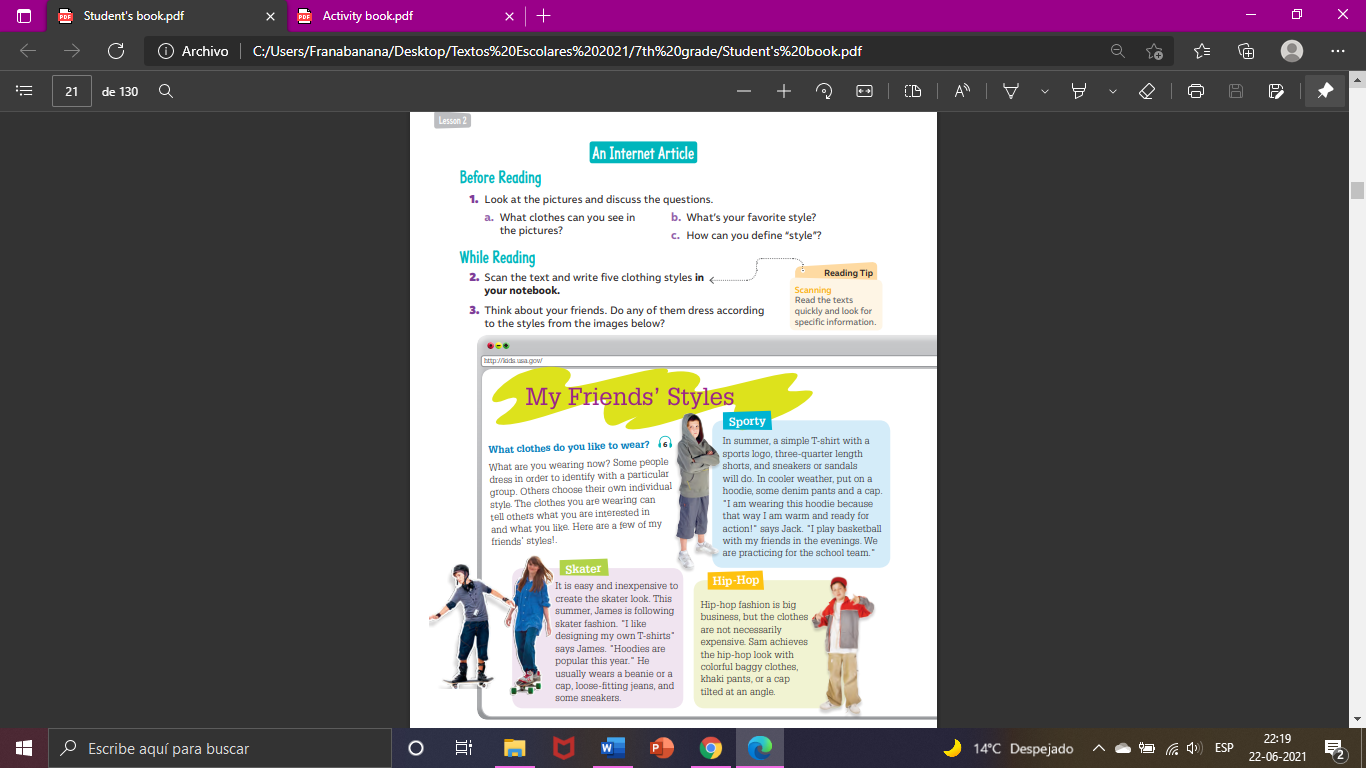 Student's book.pdf
Activity book.pdf
Archivo
C:/Users/Franabanana/Desktop/Textos%20Escolares%202021/7th%20grade/Student's%20book.pdf
21
de 130
Lesson 2
An Internet Article
Before Reading
1. Look at the pictures and discuss the questions.
a. What clothes can you see in
the pictures?
b. What's your favorite style?
c. How can you define “style”?
While Reading
2. Scan the text and write five clothing styles in
your notebook.
3. Think about your friends. Do any of them dress according
to the styles from the images below?
Reading Tip
Scanning
Read the texts
quickly and look for
specific information.
http://kids.usa.gov/
My Friends’ Styles
What clothes do you like to wear? 6
What are you wearing now? Some people
dress in order to identify with a particular
group. Others choose their own individual
style. The clothes you are wearing can
tell others what you are interested in
and what you like. Here are a few of my
friends’ styles!.
Sporty
In summer, a simple T-shirt with a
sports logo, three-quarter length
shorts, and sneakers or sandals
will do. In cooler weather, put on a
hoodie, some denim pants and a cap.
“I am wearing this hoodie because
that way I am warm and ready for
action!” says Jack. “I play basketball
with my friends in the evenings. We
are practicing for the school team.”
Skater
It is easy and inexpensive to
create the skater look. This
summer, James is following
skater fashion. “I like
designing my own T-shirts”
says James. “Hoodies are
popular this year.” He
usually wears a beanie or a
cap, loose-fitting jeans, and
some sneakers.
Hip-Hop
Hip-hop fashion is big
business, but the clothes
are not necessarily
expensive. Sam achieves
the hip-hop look with
colorful baggy clothes,
khaki pants, or a cap
tilted at an angle.
Escribe aquí para buscar
14°C Despejado
ESP
22:19
22-06-2021
2